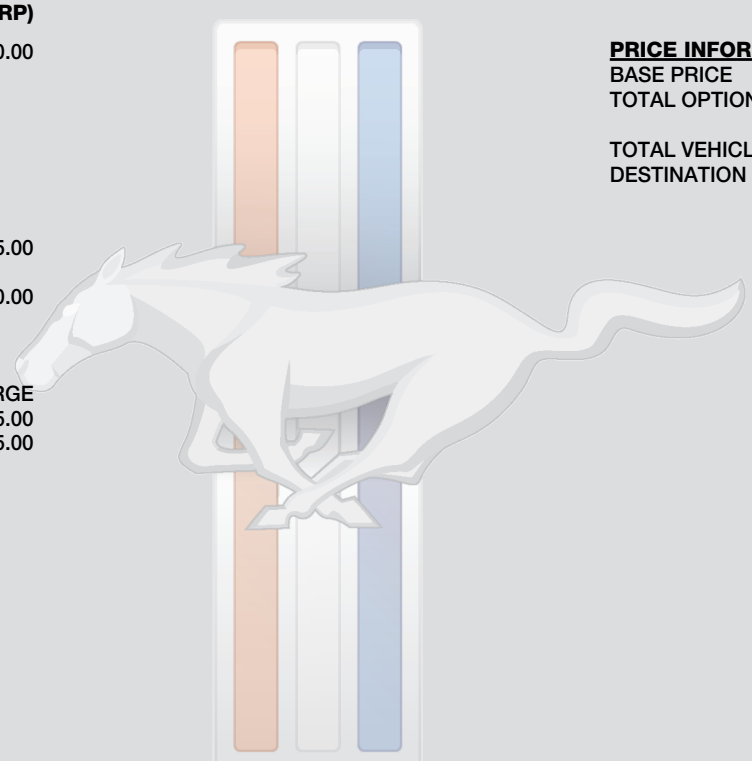 RP)
0.00
5.00
0.00
RGE
5.00
5.00
PRICE INFOR
BASE PRICE
TOTAL OPTION
TOTAL VEHICL
DESTINATION